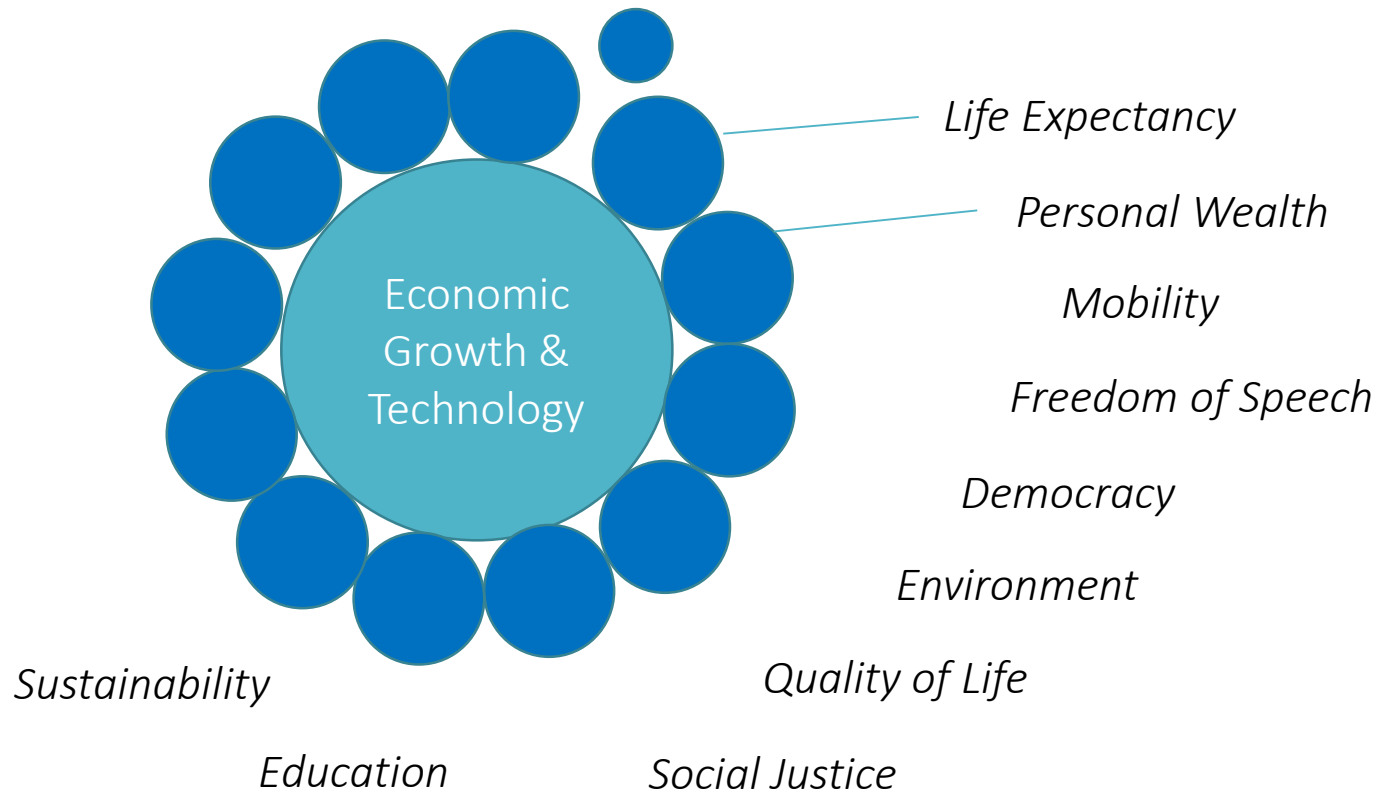 Life Expectancy
Personal Wealth
Mobility
Economic
Growth &
Technology
Freedom of Speech
Democracy
Environment
Quality of Life
Sustainability
Education
Social Justice